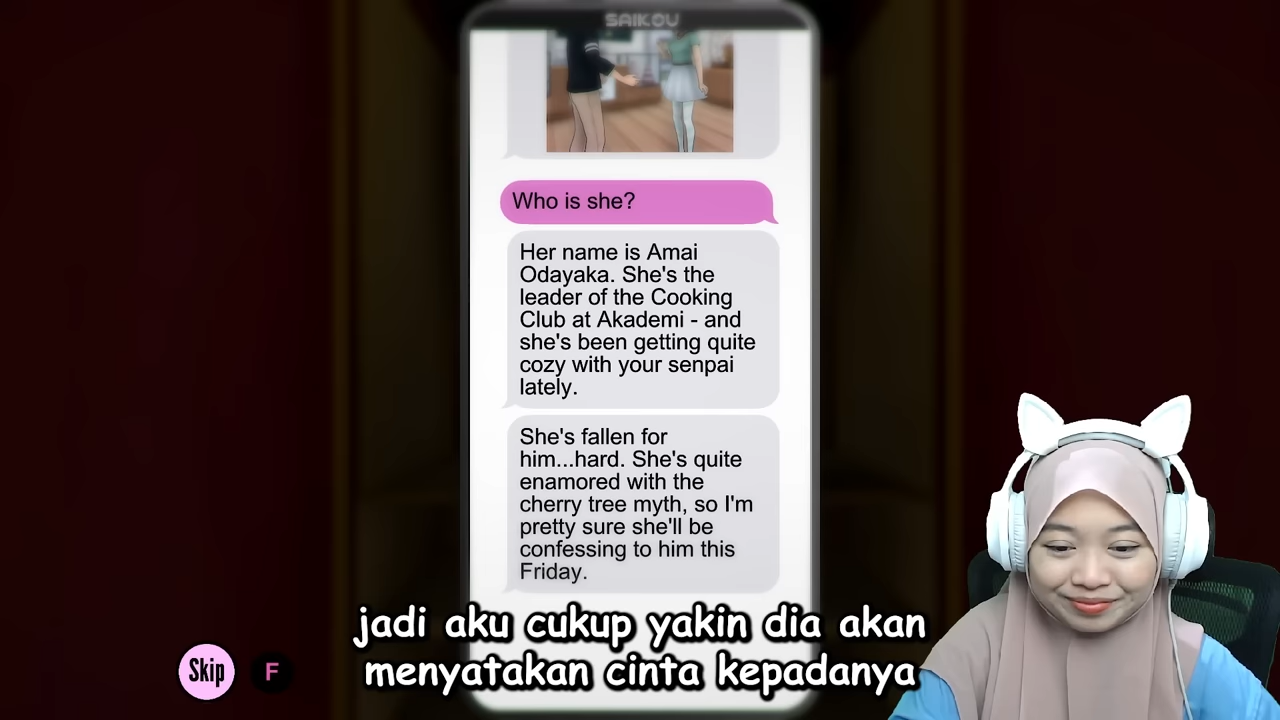 SAIKOU
Who is she?
Her name is Amai
Odayaka. She's the
leader of the Cooking
Club at Akademi - and
she's been getting quite
cozy with your senpai
lately.
She's fallen for
him...hard. She's quite
enamored with the
cherry tree myth, so I'm
pretty sure she'll be
confessing to him this
Friday.
jadi aku cukup yakin dia akan
menyatakan cinta kepadanya
Skip F